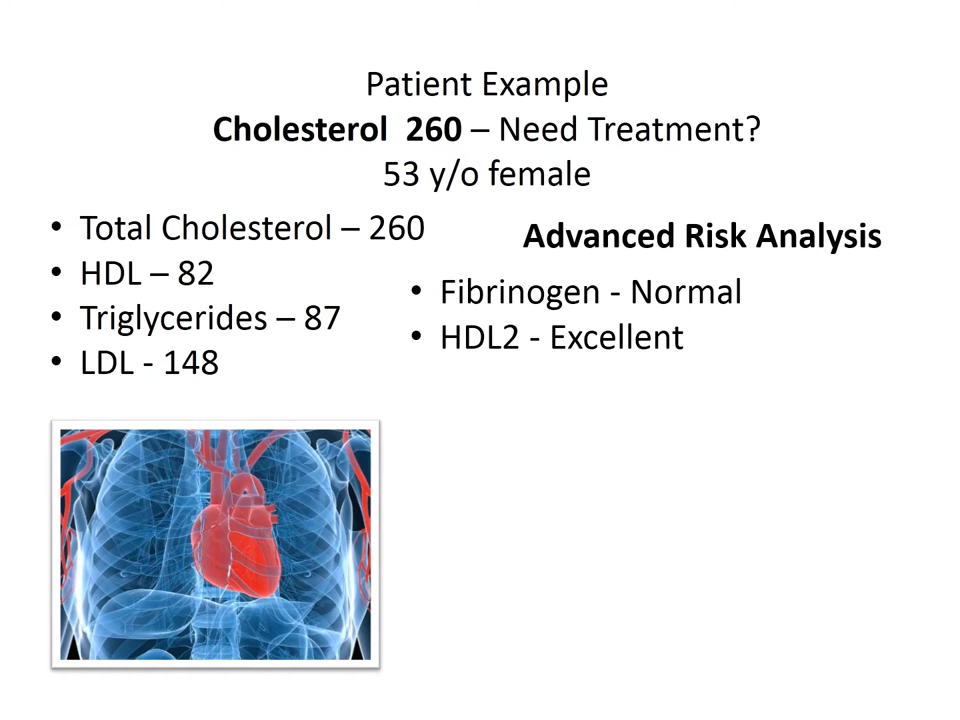 Patient Example
Cholesterol 260 – Need Treatment?
53 y/o female
• Total Cholesterol – 260
• HDL – 82
• Triglycerides – 87
• LDL - 148
Advanced Risk Analysis
• Fibrinogen - Normal
• HDL2 - Excellent